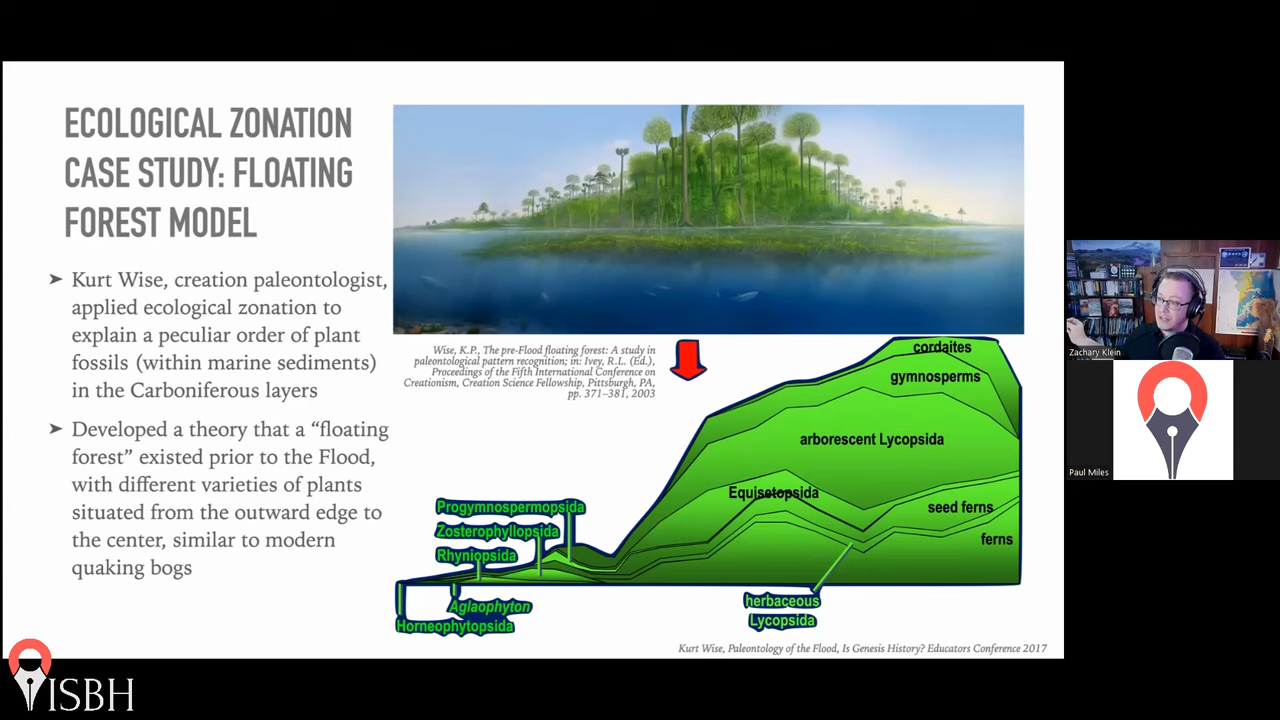 ECOLOGICAL ZONATION
CASE STUDY: FLOATING
FOREST MODEL
➤ Kurt Wise, creation paleontologist,
applied ecological zonation to
explain a peculiar order of plant
fossils (within marine sediments)
in the Carboniferous layers
➤ Developed a theory that a “floating
forest” existed prior to the Flood,
with different varieties of plants
situated from the outward edge to
the center, similar to modern
quaking bogs
Wise, K.P., The pre-Flood floating forest: A study in
paleontological pattern recognition; in: Ivey, R.L. (Ed.),
Proceedings of the Fifth International Conference on
Creationism, Creation Science Fellowship, Pittsburgh, PA,
pp. 371–381, 2003
cordaites
gymnosperms
arborescent Lycopsida
Equisetopsida
seed ferns
ferns
Progymnospermopsida
Zosterophyllopsida
Rhyniopsida
Aglaophyton
Horneophytopsida
herbaceous
Lycopsida
Kurt Wise, Paleontology of the Flood, Is Genesis History? Educators Conference 2017
Zachary Klein
Paul Miles
ISBH